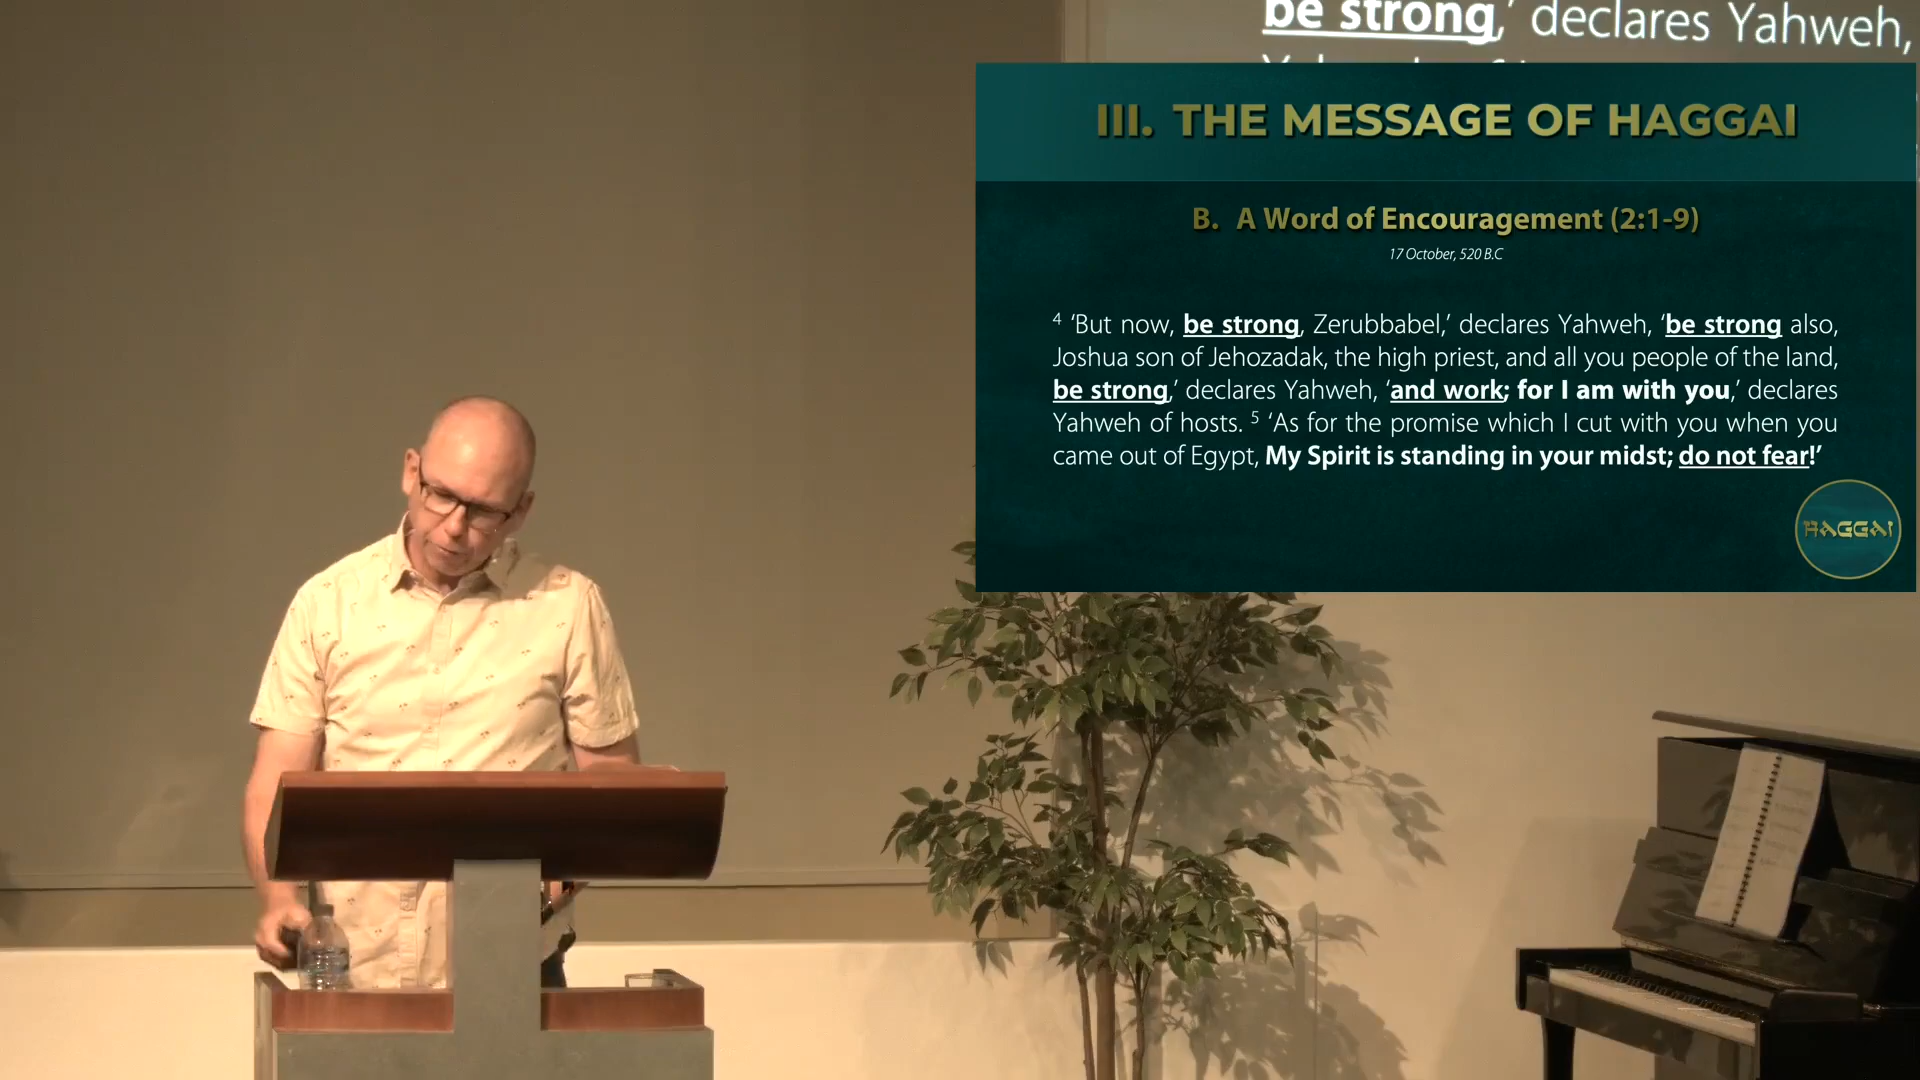 be strong,’ declares Yahweh,
III. THE MESSAGE OF HAGGAI
B. A Word of Encouragement (2:1-9)
17 October, 520 B.C
4 ‘But now, be strong, Zerubbabel,’ declares Yahweh, ‘be strong also,
Joshua son of Jehozadak, the high priest, and all you people of the land,
be strong,’ declares Yahweh, ‘and work; for I am with you,’ declares
Yahweh of hosts. 5 ‘As for the promise which I cut with you when you
came out of Egypt, My Spirit is standing in your midst; do not fear!’
HAGGAI